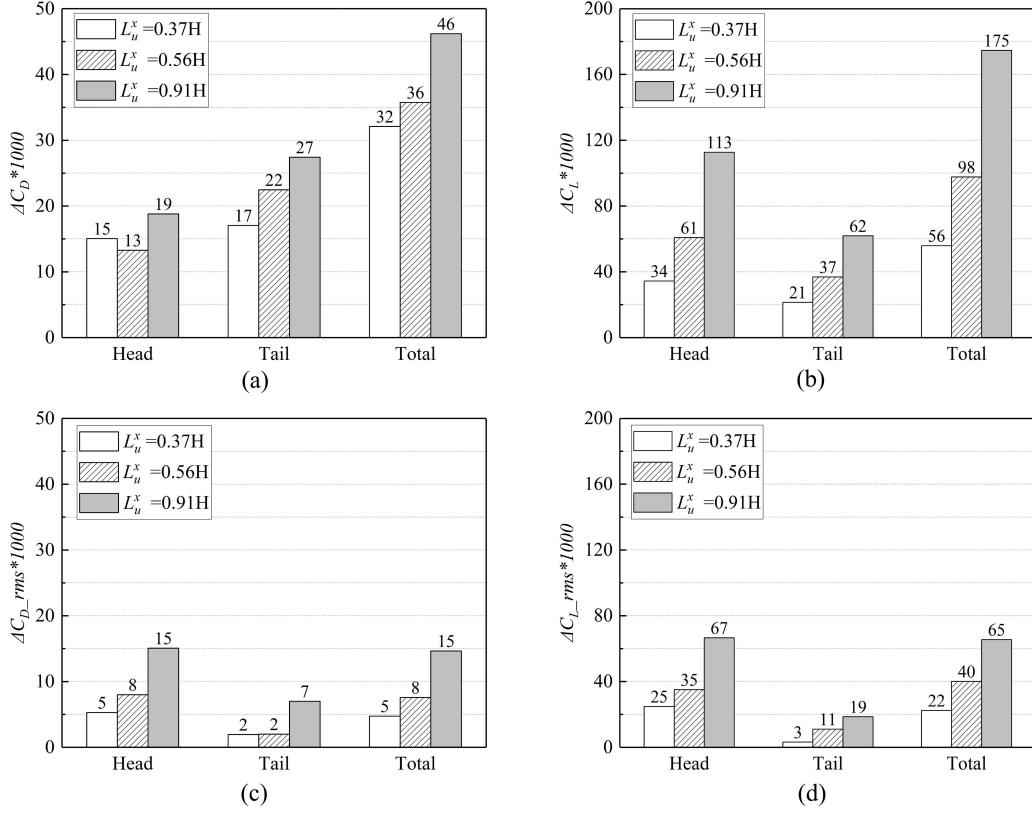 50
40
30
20
10
0
ΔC_D*1000
L_u^x =0.37H
L_u^x =0.56H
L_u^x =0.91H
15 13 19
17 22 27
32 36 46
Head Tail Total
(a)
200
160
120
80
40
0
ΔC_L*1000
L_u^x =0.37H
L_u^x =0.56H
L_u^x =0.91H
34 61 113
21 37 62
56 98 175
Head Tail Total
(b)
50
40
30
20
10
0
ΔC_{D_}rms*1000
L_u^x =0.37H
L_u^x =0.56H
L_u^x =0.91H
5 8 15
2 2 7
5 8 15
Head Tail Total
(c)
200
160
120
80
40
0
ΔC_{L_}rms*1000
L_u^x =0.37H
L_u^x =0.56H
L_u^x =0.91H
25 35 67
3 11 19
22 40 65
Head Tail Total
(d)